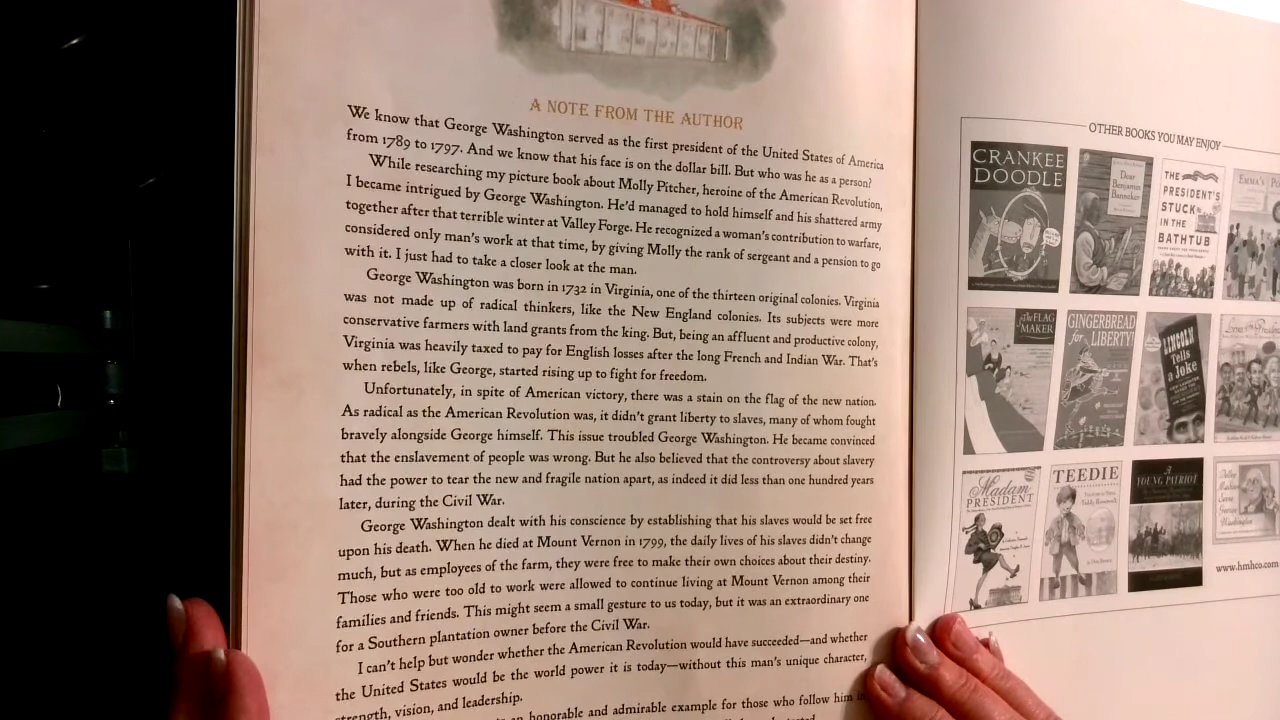 A NOTE FROM THE AUTHOR
We know that George Washington served as the first president of the United States of America
from 1789 to 1797. And we know that his face is on the dollar bill. But who was he as a person?
While researching my picture book about Molly Pitcher, heroine of the American Revolution,
I became intrigued by George Washington. He'd managed to hold himself and his shattered army
together after that terrible winter at Valley Forge. He recognized a woman's contribution to warfare,
considered only man's work at that time, by giving Molly the rank of sergeant and a pension to go
with it. I just had to take a closer look at the man.
George Washington was born in 1732 in Virginia, one of the thirteen original colonies. Virginia
was not made up of radical thinkers, like the New England colonies. Its subjects were more
conservative farmers with land grants from the king. But, being an affluent and productive colony,
Virginia was heavily taxed to pay for English losses after the long French and Indian War. That's
when rebels, like George, started rising up to fight for freedom.
Unfortunately, in spite of American victory, there was a stain on the flag of the new nation.
As radical as the American Revolution was, it didn't grant liberty to slaves, many of whom fought
bravely alongside George himself. This issue troubled George Washington. He became convinced
that the enslavement of people was wrong. But he also believed that the controversy about slavery
had the power to tear the new and fragile nation apart, as indeed it did less than one hundred years
later, during the Civil War.
George Washington dealt with his conscience by establishing that his slaves would be set free
upon his death. When he died at Mount Vernon in 1799, the daily lives of his slaves didn't change
much, but as employees of the farm, they were free to make their own choices about their destiny.
Those who were too old to work were allowed to continue living at Mount Vernon among their
families and friends. This might seem a small gesture to us today, but it was an extraordinary one
for a Southern plantation owner before the Civil War.
I can't help but wonder whether the American Revolution would have succeeded—and whether
the United States would be the world power it is today—without this man's unique character,
strength, vision, and leadership.
an honorable and admirable example for those who follow him in
OTHER BOOKS YOU MAY ENJOY
CRANKEE
DOODLE
Dear
Benjamin
Banneker
THE
PRESIDENT'S
STUCK
IN THE
BATHTUB
EMMA'S
The FLAG
MAKER
GINGERBREAD
for LIBERTY!
LINCOLN
Tells
a Joke
Madam
PRESIDENT
TEEDIE
A
YOUNG PATRIOT
www.hmhco.com